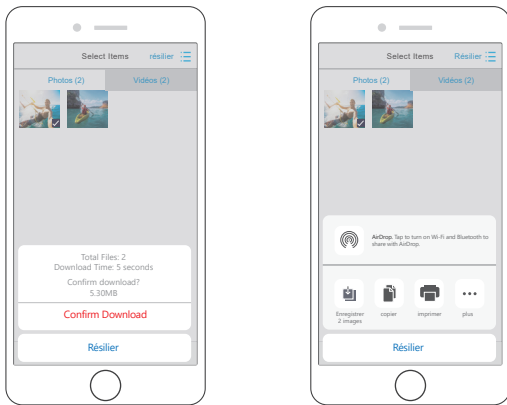 Select Items résilier
Photos (2) Vidéos (2)
Total Files: 2
Download Time: 5 seconds
Confirm download?
5.30MB
Confirm Download
Résilier
Select Items Résilier
Photos (2) Vidéos (2)
AirDrop. Tap to turn on Wi-Fi and Bluetooth to
share with AirDrop.
Enregistrer copier imprimer plus
2 images
Résilier